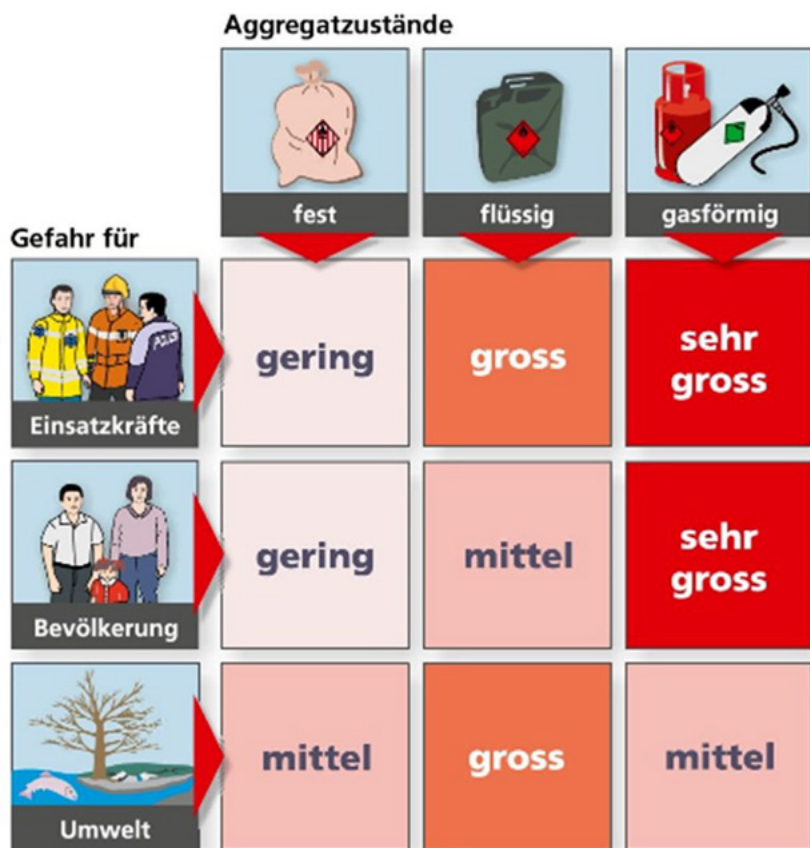 Aggregatzustände
fest
flüssig
gasförmig
Gefahr für
POLIZEI
Einsatzkräfte
gering
gross
sehr
gross
Bevölkerung
gering
mittel
sehr
gross
Umwelt
mittel
gross
mittel